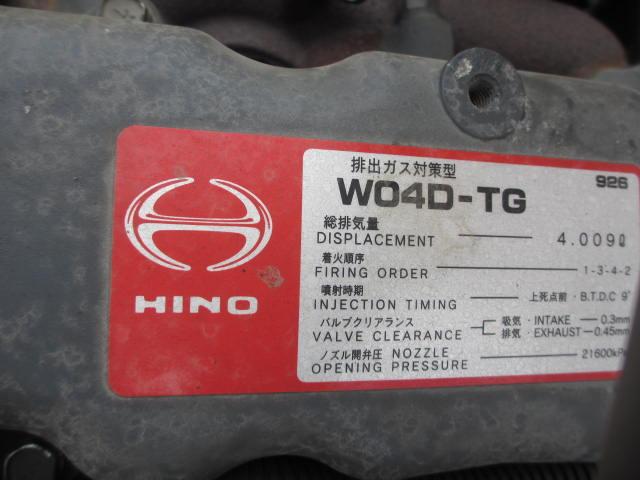 HINO
排出ガス対策型 926
W04D-TG
総排気量
DISPLACEMENT 4.009ℓ
着火順序
FIRING ORDER 1-3-4-2
噴射時期
INJECTION TIMING 上死点前・B.T.D.C 9°
バルブクリアランス 吸気・INTAKE 0.3mm
VALVE CLEARANCE 排気・EXHAUST 0.45mm
ノズル開弁圧 NOZZLE 21600kPa
OPENING PRESSURE